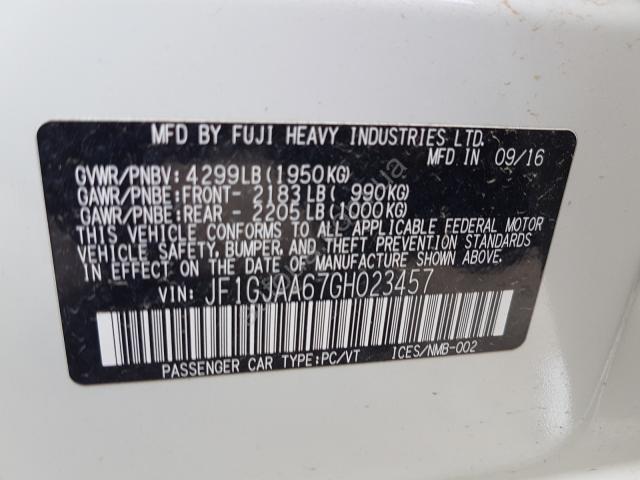 MFD BY FUJI HEAVY INDUSTRIES LTD.
MFD IN 09/16
GVWR/PNBV: 4299LB(1950KG)
GAWR/PNBE:FRONT- 2183LB( 990KG)
GAWR/PNBE:REAR - 2205LB(1000KG)
THIS VEHICLE CONFORMS TO ALL APPLICABLE FEDERAL MOTOR
VEHICLE SAFETY, BUMPER, AND THEFT PREVENTION STANDARDS
IN EFFECT ON THE DATE OF MANUFACTURE SHOWN ABOVE.
VIN: JF1GJAA67GH023457
PASSENGER CAR TYPE:PC/VT ICES/NMB-002